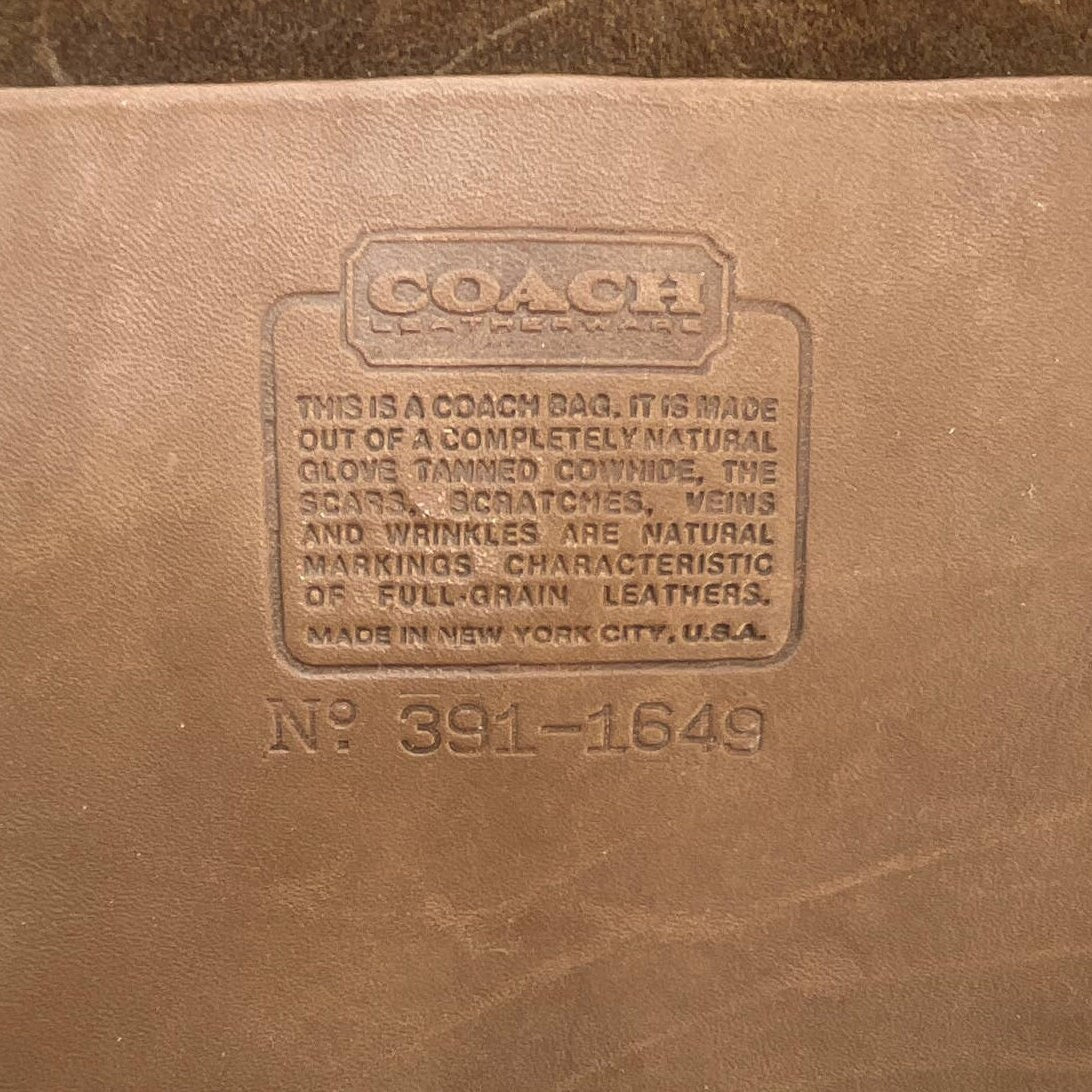 COACH
LEATHERWARE
THIS IS A COACH BAG. IT IS MADE
OUT OF A COMPLETELY NATURAL
GLOVE TANNED COWHIDE, THE
SCARS, SCRATCHES, VEINS
AND WRINKLES ARE NATURAL
MARKINGS CHARACTERISTIC
OF FULL-GRAIN LEATHERS.
MADE IN NEW YORK CITY, U.S.A.
Nº: 391-1649